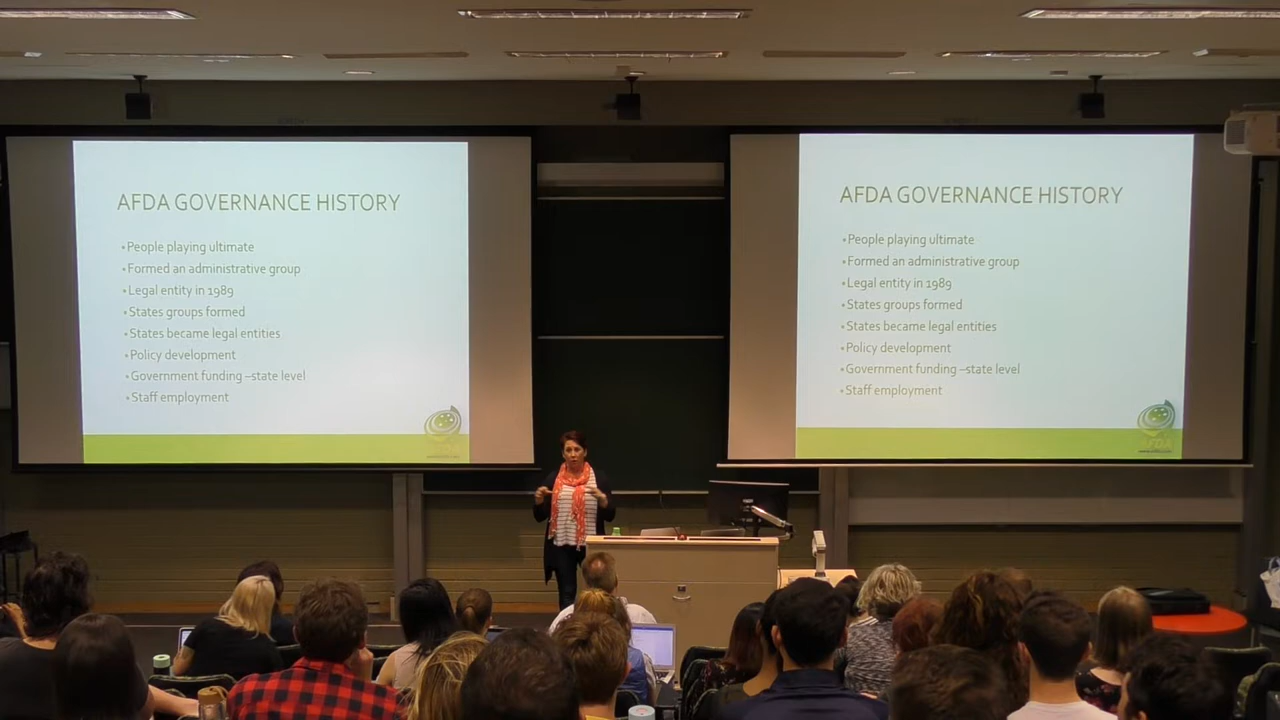 AFDA GOVERNANCE HISTORY
•People playing ultimate
•Formed an administrative group
•Legal entity in 1989
•States groups formed
•States became legal entities
•Policy development
•Government funding –state level
•Staff employment
AFDA
AFDA GOVERNANCE HISTORY
•People playing ultimate
•Formed an administrative group
•Legal entity in 1989
•States groups formed
•States became legal entities
•Policy development
•Government funding –state level
•Staff employment
AFDA